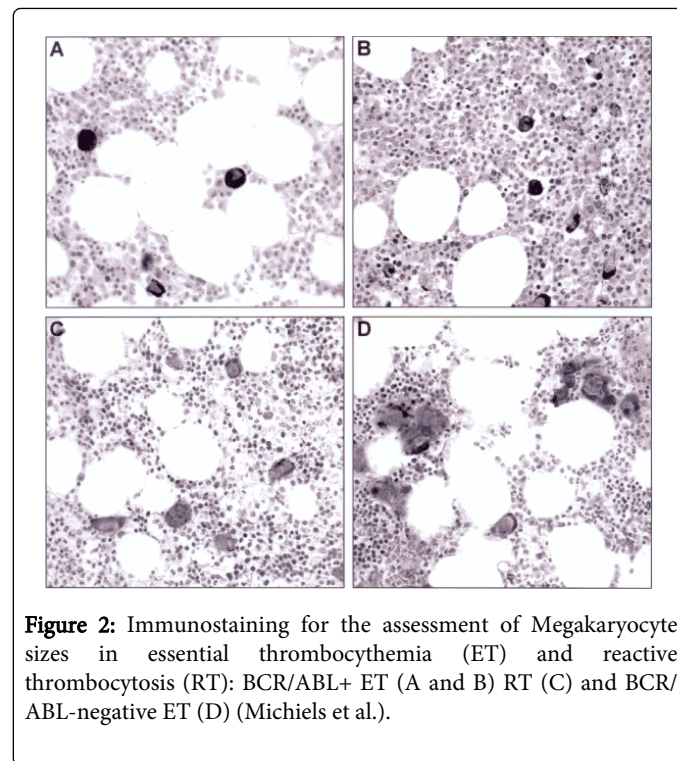 A
B
C
D
Figure 2: Immunostaining for the assessment of Megakaryocyte
sizes in essential thrombocythemia (ET) and reactive
thrombocytosis (RT): BCR/ABL+ ET (A and B) RT (C) and BCR/
ABL-negative ET (D) (Michiels et al.).